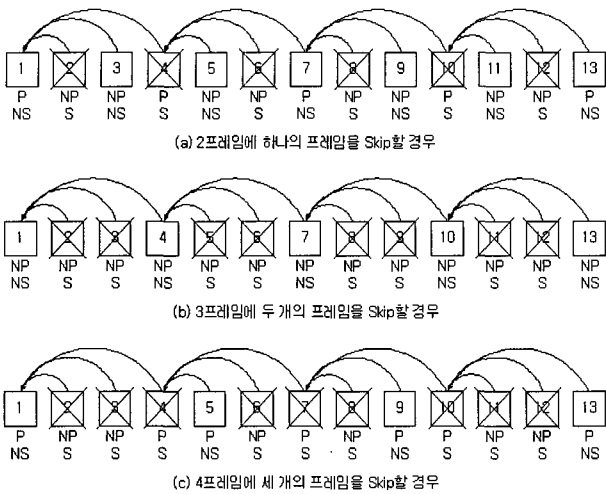 1 2 3 4 5 6 7 8 9 10 11 12 13
P NP NP P NP NP P NP NP P NP NP P
NS S NS S NS S NS S NS S NS S NS
(a) 2프레임에 하나의 프레임을 Skip할 경우
1 2 3 4 5 6 7 8 9 10 11 12 13
NP NP NP NP NP NP NP NP NP NP NP NP NP
NS S S NS S S NS S S NS S S NS
(b) 3프레임에 두 개의 프레임을 Skip할 경우
1 2 3 4 5 6 7 8 9 10 11 12 13
P NP NP P P NP P NP P P NP NP P
NS S S S NS S S S NS S S S NS
(c) 4프레임에 세 개의 프레임을 Skip할 경우